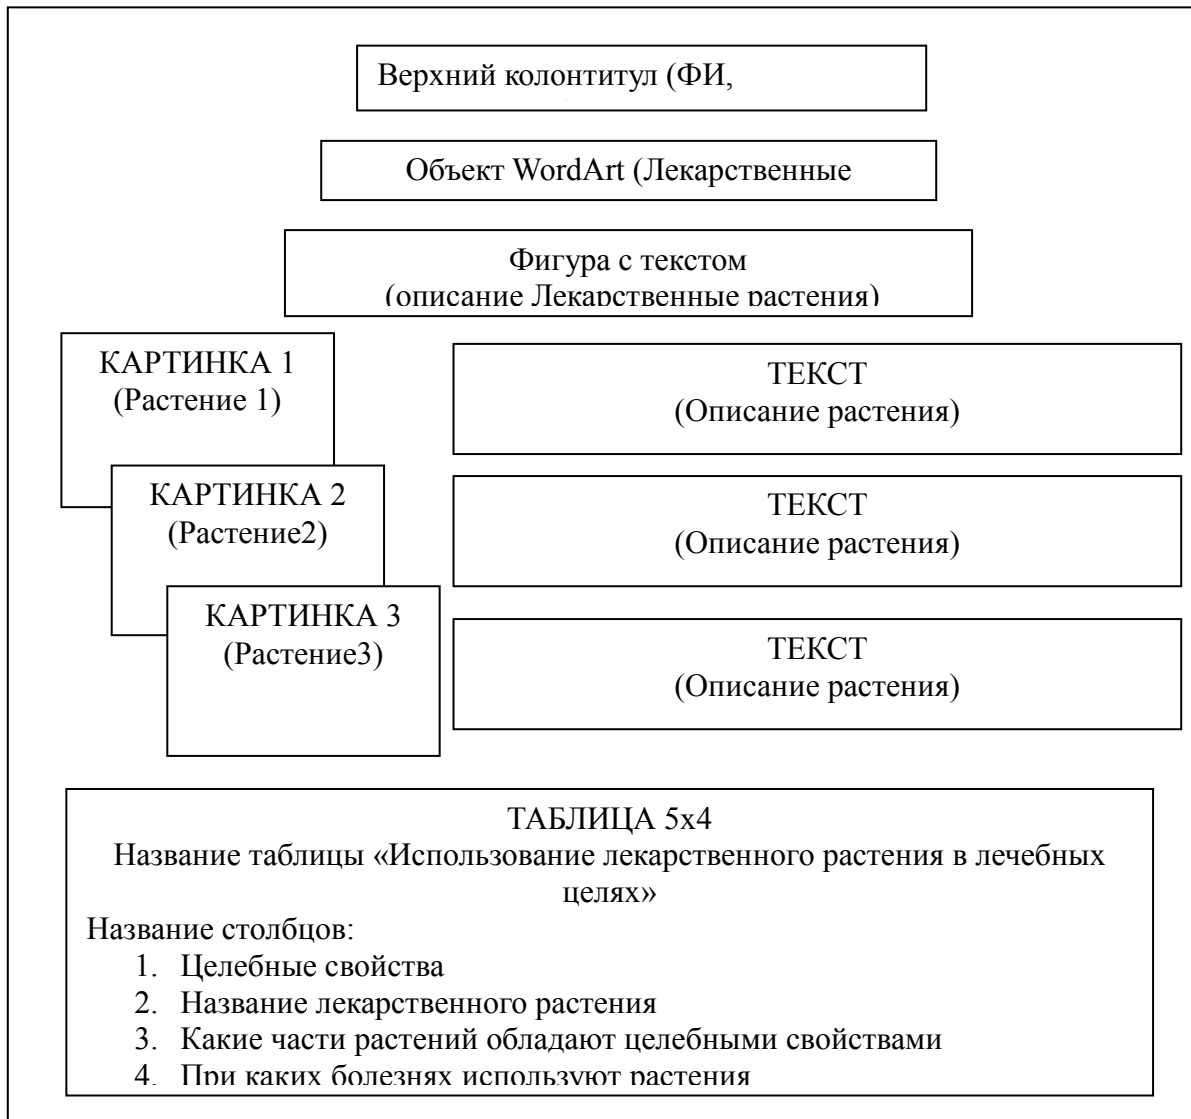 Верхний колонтитул (ФИ,
Объект WordArt (Лекарственные
Фигура с текстом
(описание Лекарственные растения)
КАРТИНКА 1
(Растение 1)
ТЕКСТ
(Описание растения)
КАРТИНКА 2
(Растение2)
ТЕКСТ
(Описание растения)
КАРТИНКА 3
(Растение3)
ТЕКСТ
(Описание растения)
ТАБЛИЦА 5x4
Название таблицы «Использование лекарственного растения в лечебных
целях»
Название столбцов:
1. Целебные свойства
2. Название лекарственного растения
3. Какие части растений обладают целебными свойствами
4. При каких болезнях используют растения